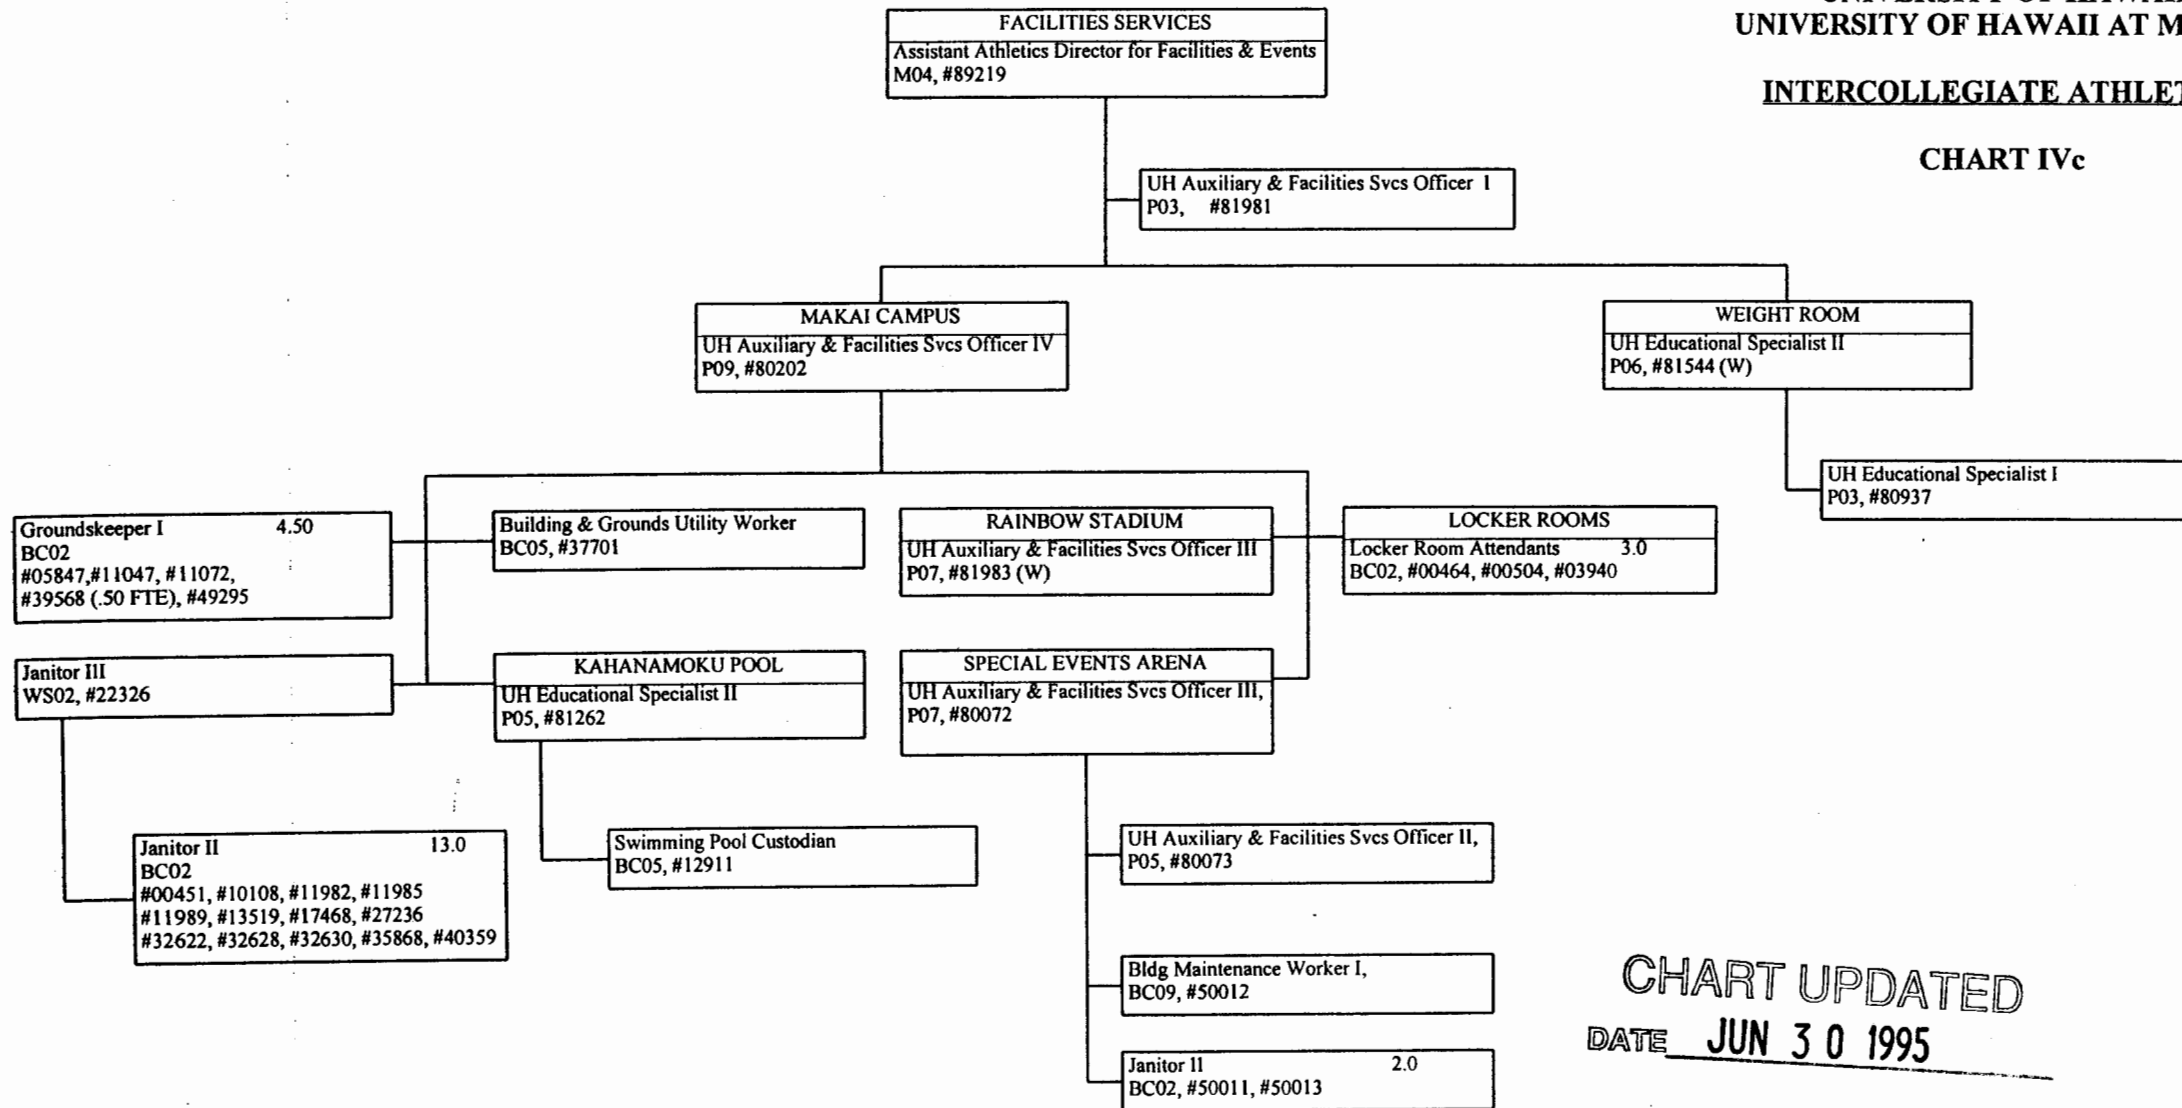 UNIVERSITY OF HAWAII
UNIVERSITY OF HAWAII AT M
INTERCOLLEGIATE ATHLET
CHART IVc
FACILITIES SERVICES
Assistant Athletics Director for Facilities & Events
M04, #89219
UH Auxiliary & Facilities Svcs Officer I
P03, #81981
MAKAI CAMPUS
UH Auxiliary & Facilities Svcs Officer IV
P09, #80202
WEIGHT ROOM
UH Educational Specialist II
P06, #81544 (W)
UH Educational Specialist I
P03, #80937
Groundskeeper I 4.50
BC02
#05847,#11047, #11072,
#39568 (.50 FTE), #49295
Building & Grounds Utility Worker
BC05, #37701
RAINBOW STADIUM
UH Auxiliary & Facilities Svcs Officer III
P07, #81983 (W)
LOCKER ROOMS
Locker Room Attendants 3.0
BC02, #00464, #00504, #03940
Janitor III
WS02, #22326
KAHANAMOKU POOL
UH Educational Specialist II
P05, #81262
SPECIAL EVENTS ARENA
UH Auxiliary & Facilities Svcs Officer III,
P07, #80072
Janitor II 13.0
BC02
#00451, #10108, #11982, #11985
#11989, #13519, #17468, #27236
#32622, #32628, #32630, #35868, #40359
Swimming Pool Custodian
BC05, #12911
UH Auxiliary & Facilities Svcs Officer II,
P05, #80073
Bldg Maintenance Worker I,
BC09, #50012
Janitor II 2.0
BC02, #50011, #50013
CHART UPDATED
DATE JUN 30 1995